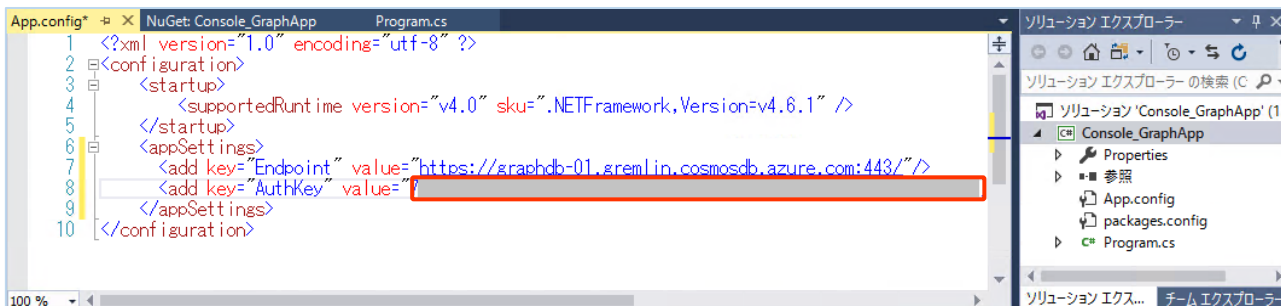 App.config*
NuGet: Console_GraphApp
Program.cs
1 <?xml version="1.0" encoding="utf-8" ?>
2 <configuration>
3 <startup>
4 <supportedRuntime version="v4.0" sku=".NETFramework,Version=v4.6.1" />
5 </startup>
6 <appSettings>
7 <add key="Endpoint" value="https://graphdb-01.gremlin.cosmosdb.azure.com:443/"/>
8 <add key="AuthKey" value="
9 </appSettings>
10 </configuration>
100 %
ソリューション エクスプローラー
ソリューション エクスプローラー の検索 (C
ソリューション 'Console_GraphApp' (1
C# Console_GraphApp
Properties
参照
App.config
packages.config
C# Program.cs
ソリューション エクス...
チーム エクスプローラ